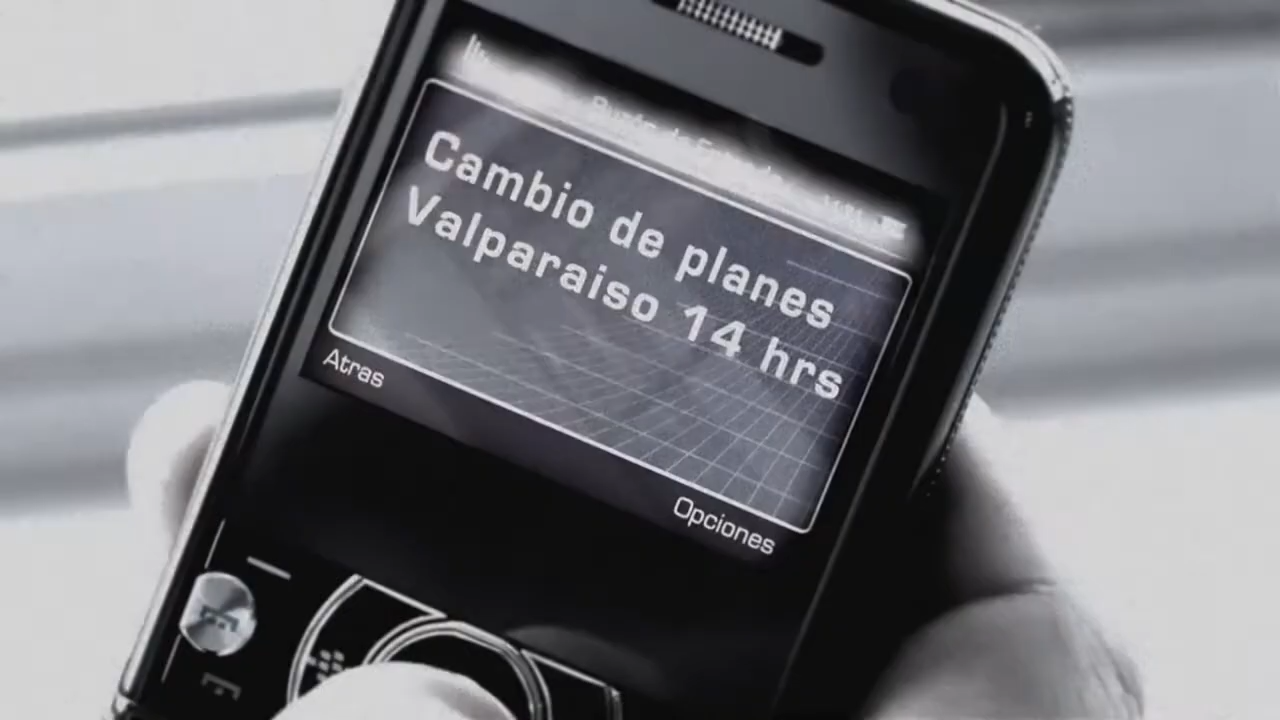 Cambio de planes
Valparaiso 14 hrs
Atras
Opciones